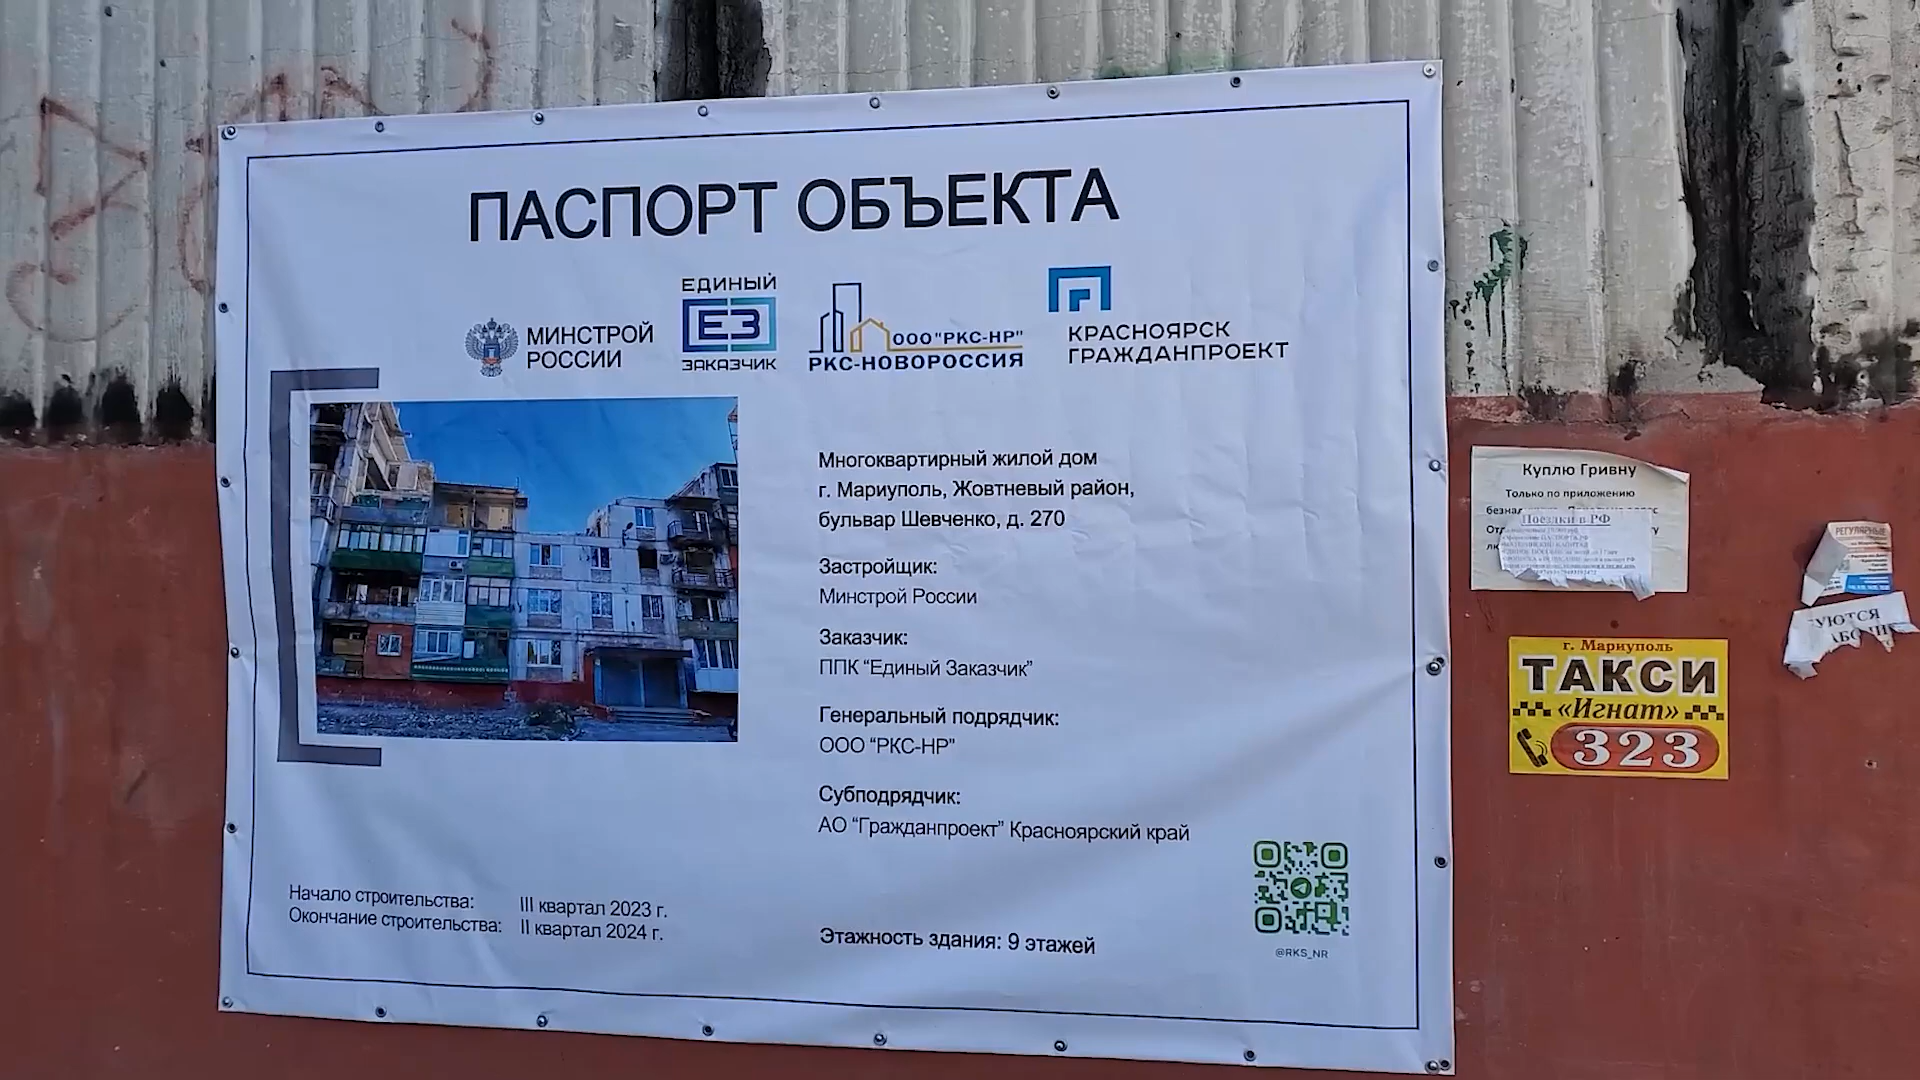 ПАСПОРТ ОБЪЕКТА
МИНСТРОЙ
РОССИИ
ЕДИНЫЙ
ЕЗ
ЗАКАЗЧИК
ООО "РКС-НР"
РКС-НОВОРОССИЯ
КРАСНОЯРСК
ГРАЖДАНПРОЕКТ
Многоквартирный жилой дом
г. Мариуполь, Жовтневый район,
бульвар Шевченко, д. 270
Застройщик:
Минстрой России
Заказчик:
ППК “Единый Заказчик”
Генеральный подрядчик:
ООО “РКС-НР”
Субподрядчик:
АО “Гражданпроект” Красноярский край
Начало строительства: III квартал 2023 г.
Окончание строительства: II квартал 2024 г.
Этажность здания: 9 этажей
@RKS_NR
Куплю Гривну
Только по приложению
Поездки в РФ
г. Мариуполь
ТАКСИ
«Игнат»
323
РЕГУЛЯРНЫЕ